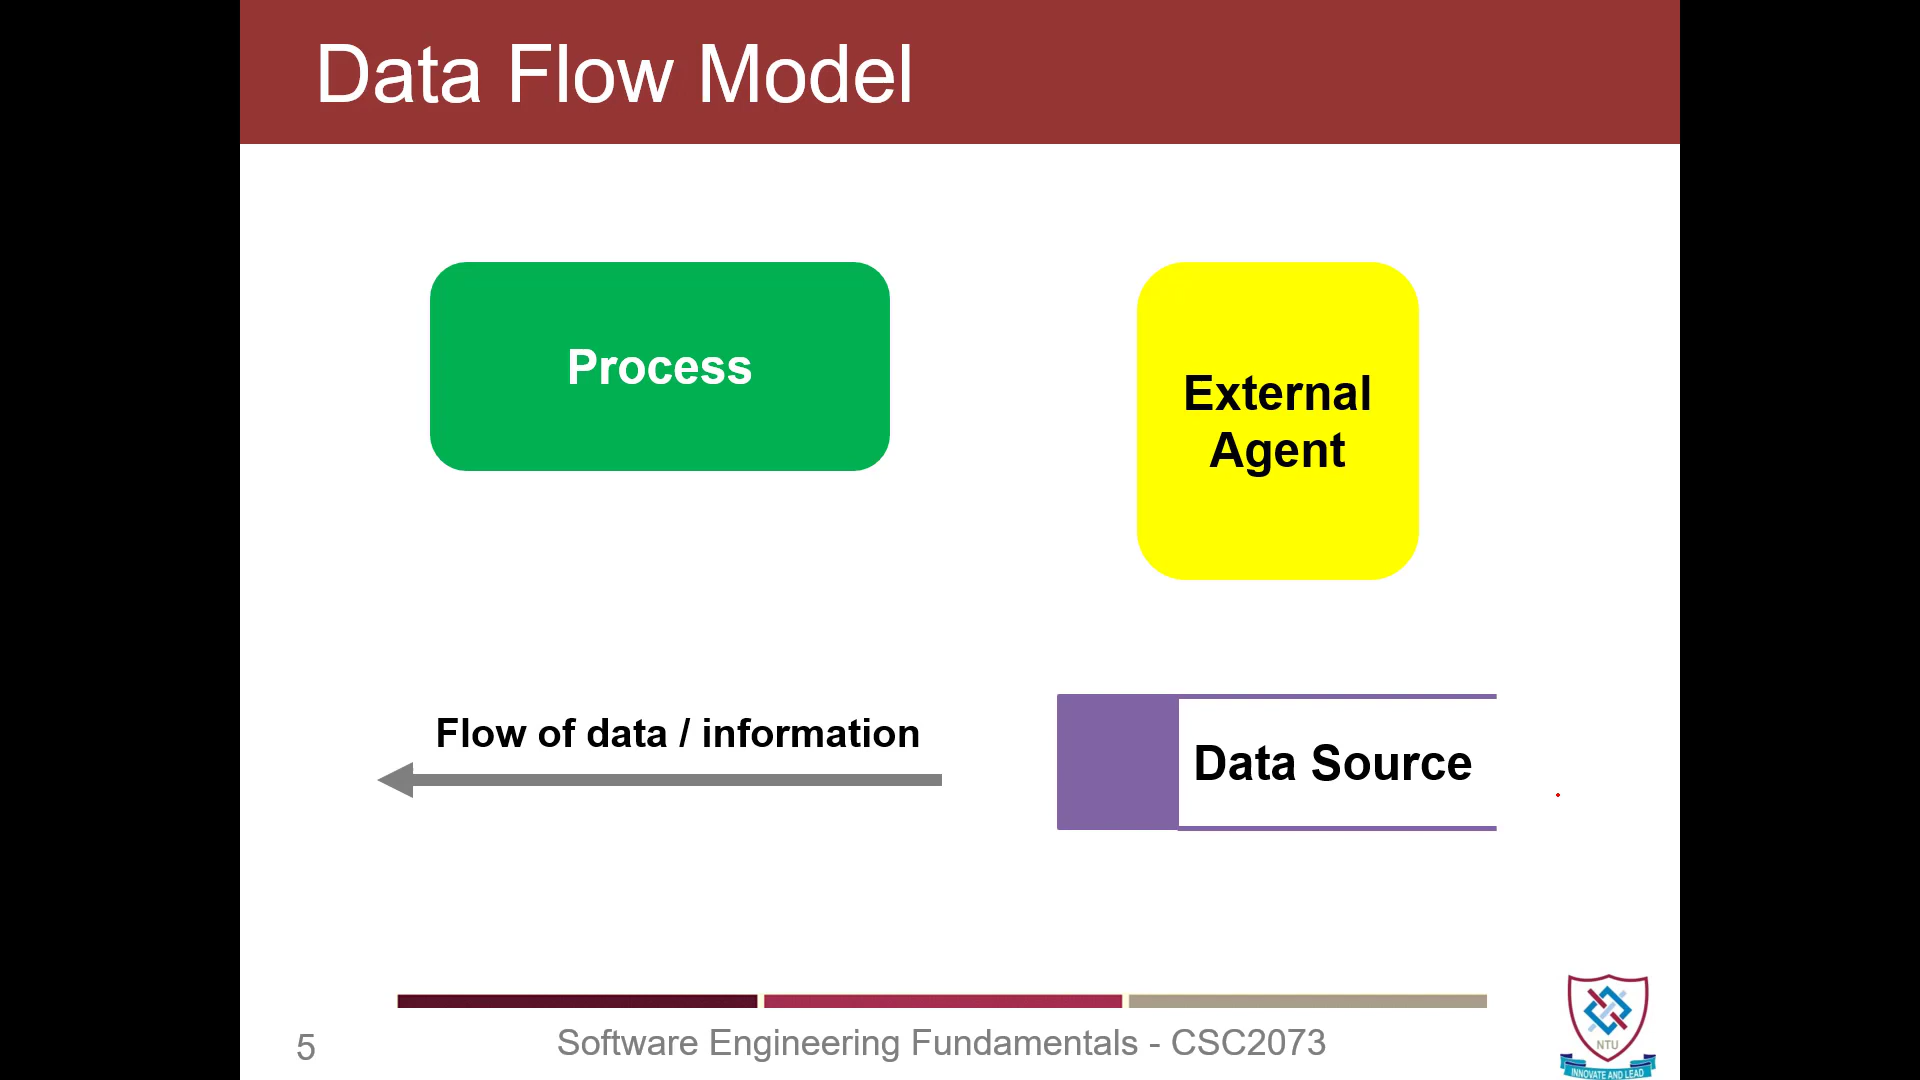 Data Flow Model
Process
External
Agent
Flow of data / information
Data Source
5
Software Engineering Fundamentals - CSC2073
NTU
INNOVATE AND LEAD